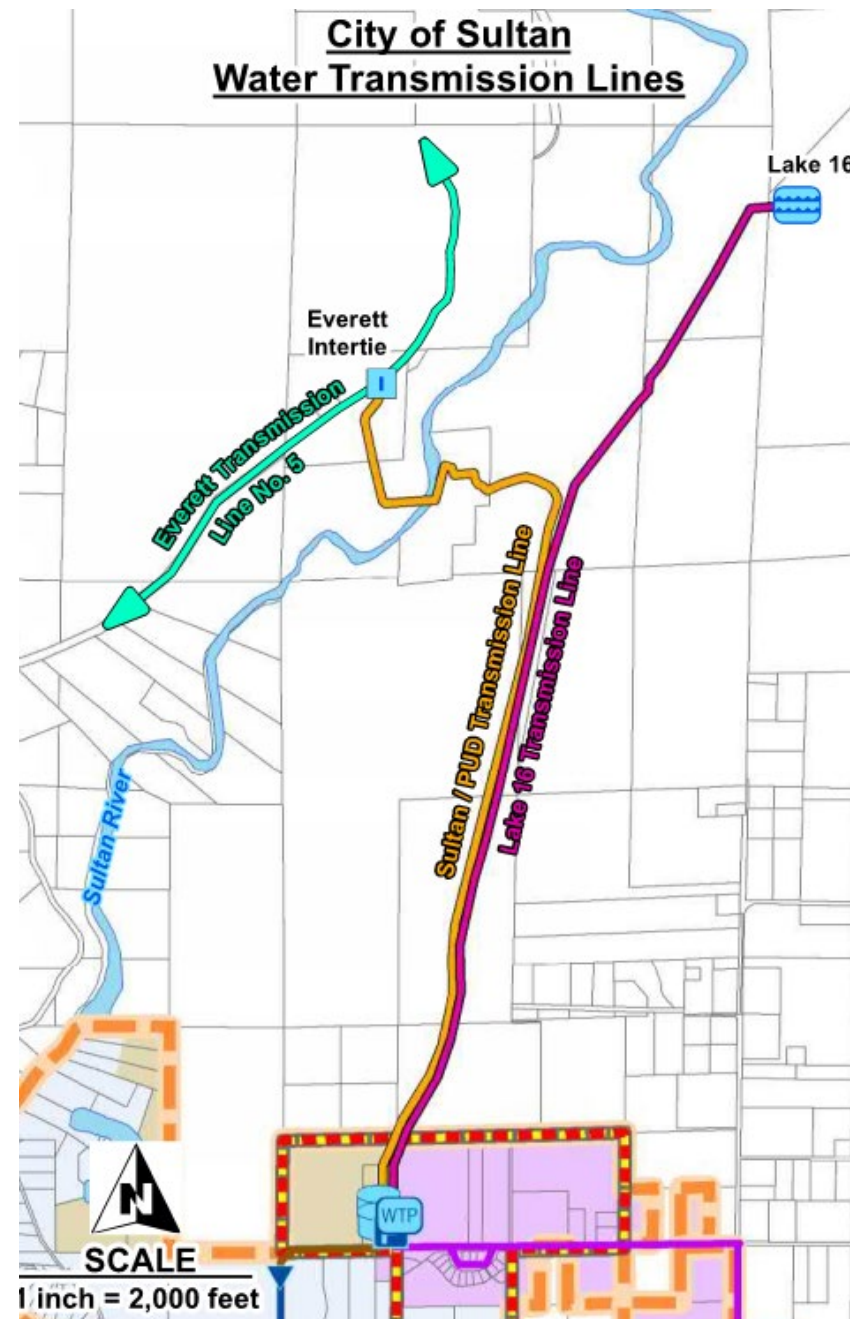 City of Sultan
Water Transmission Lines
Lake 16
Everett
Intertie
I
Everett Transmission
Line No. 5
Sultan / PUD Transmission Line
Lake 16 Transmission Line
Sultan River
WTP
N
SCALE
1 inch = 2,000 feet